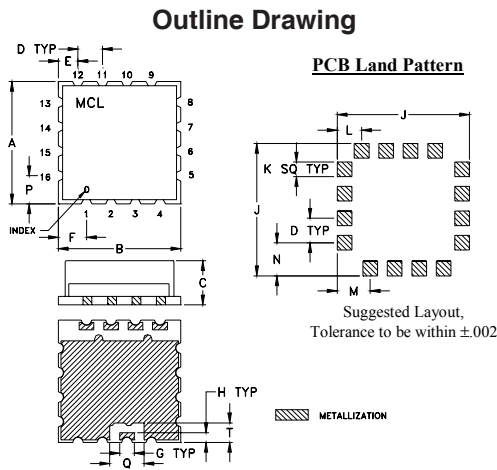 Outline Drawing
D TYP
E
12 11 10 9
MCL
13
14
15
16
8
7
6
5
A
P
INDEX
1 2 3 4
F
B
C
H TYP
T
G TYP
Q
PCB Land Pattern
J
L
K SQ TYP
J
D TYP
N
M
Suggested Layout,
Tolerance to be within ±.002
METALLIZATION